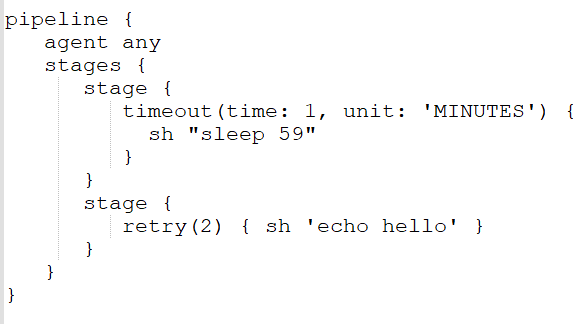 pipeline {
   agent any
   stages {
      stage {
         timeout(time: 1, unit: 'MINUTES') {
           sh "sleep 59"
         }
      }
      stage {
         retry(2) { sh 'echo hello' }
      }
   }
}